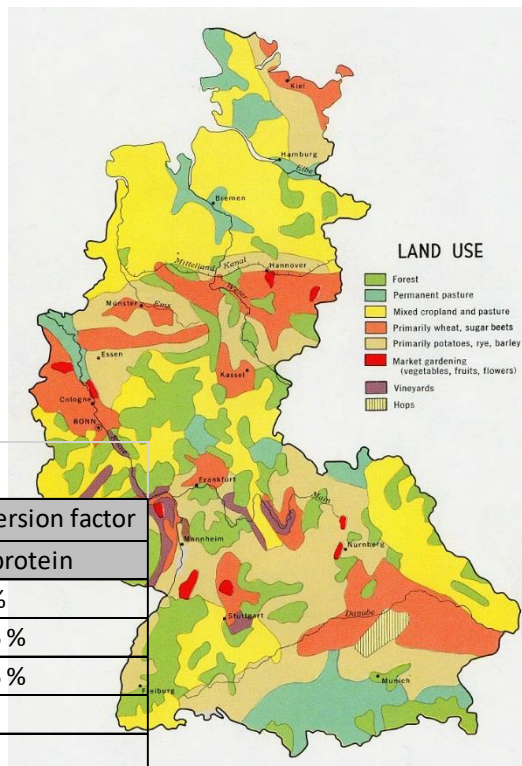 Kiel
Hamburg
Elbe
Bremen
LAND USE
Mittelland Kanal
Hannover
Forest
Permanent pasture
Mixed cropland and pasture
Primarily wheat, sugar beets
Primarily potatoes, rye, barley
Market gardening
(vegetables, fruits, flowers)
Vineyards
Hops
Münster
Ems
Weser
Essen
Kassel
Cologne
BONN
Rhine
Frankfurt
Main
ersion factor
Mannheim
Nürnberg
protein
%
%
%
Stuttgart
Danube
Munich
Freiburg